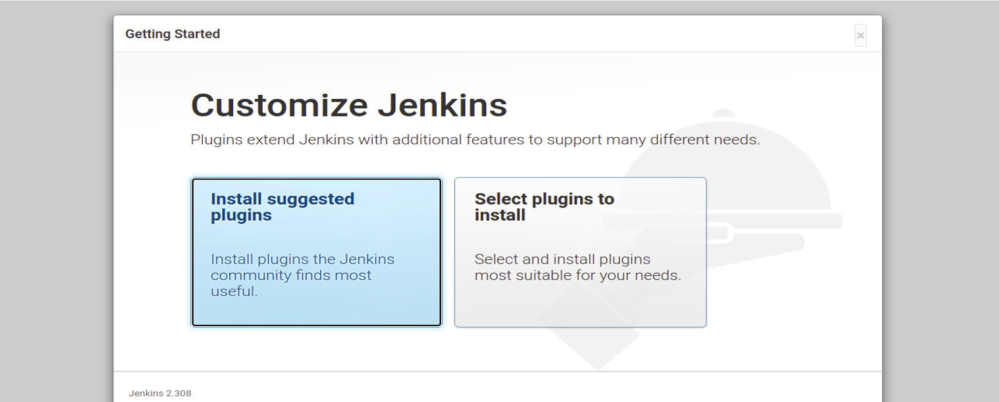 Getting Started
×
Customize Jenkins
Plugins extend Jenkins with additional features to support many different needs.
Install suggested
plugins
Install plugins the Jenkins
community finds most
useful.
Select plugins to
install
Select and install plugins
most suitable for your needs.
Jenkins 2.308